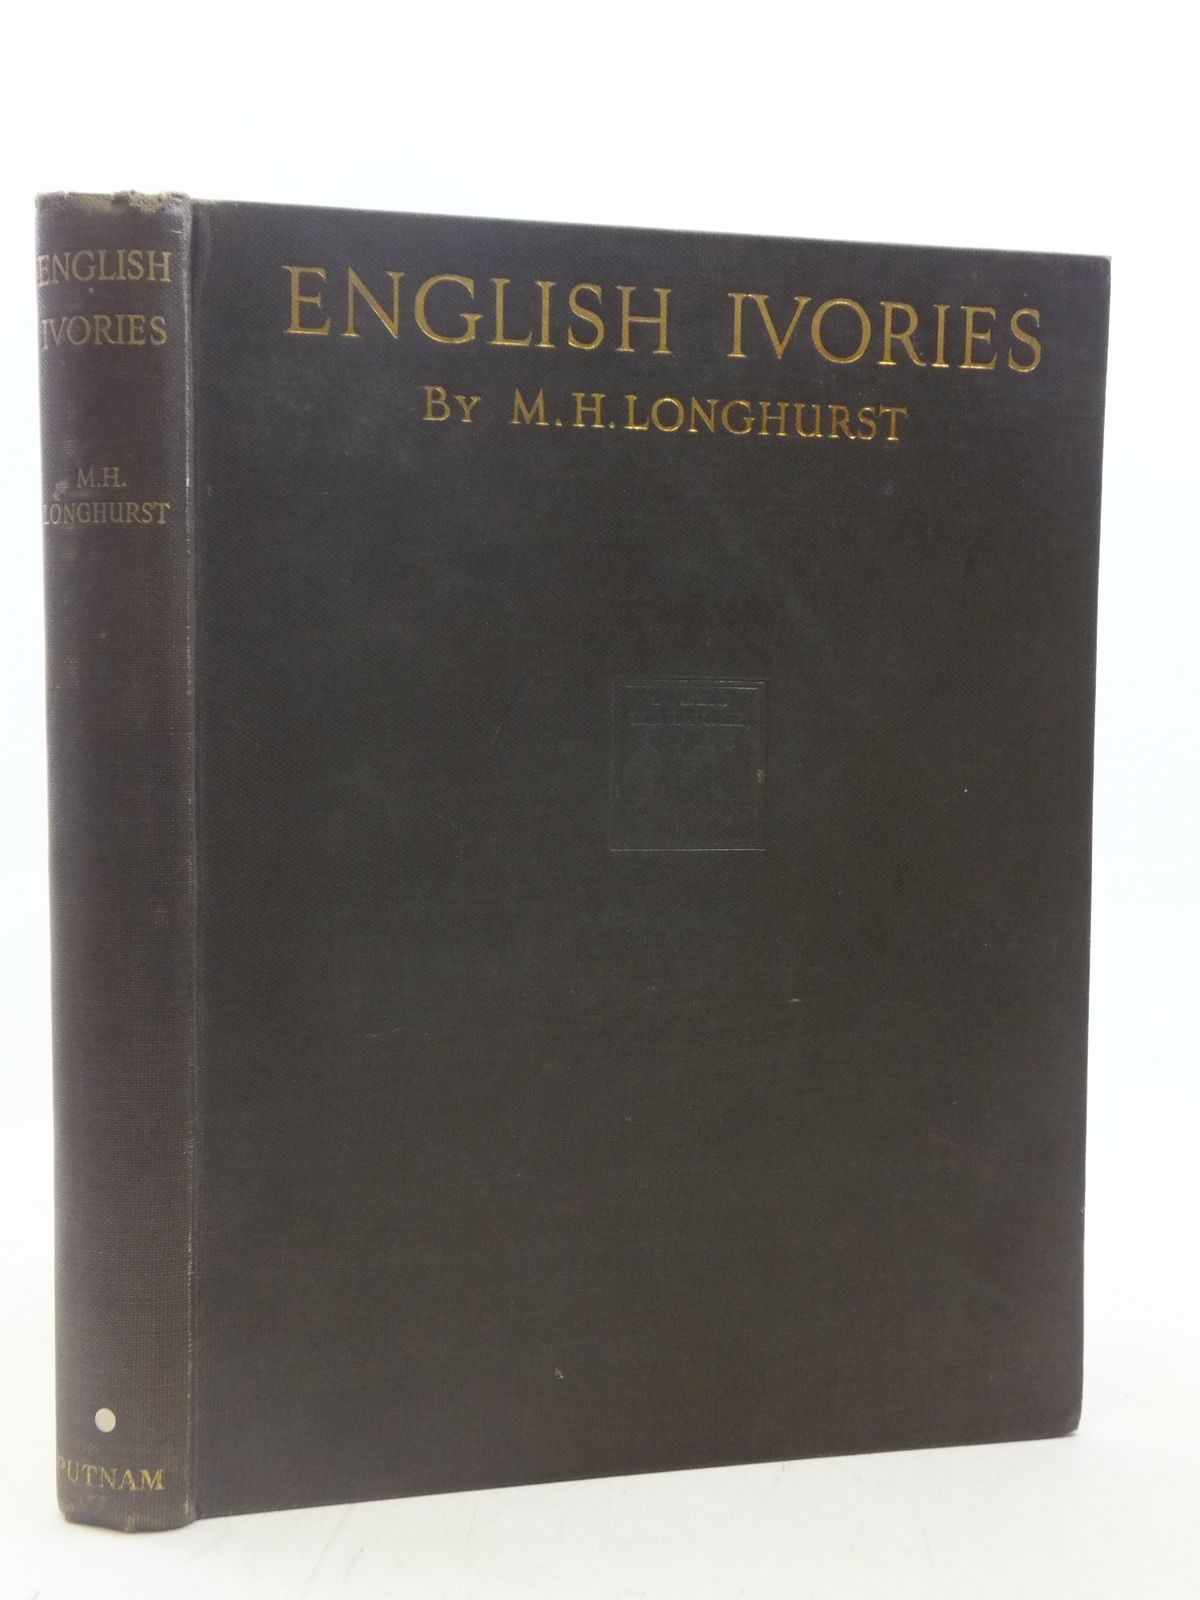 ENGLISH
IVORIES
M.H.
LONGHURST
PUTNAM
ENGLISH IVORIES
BY M.H. LONGHURST